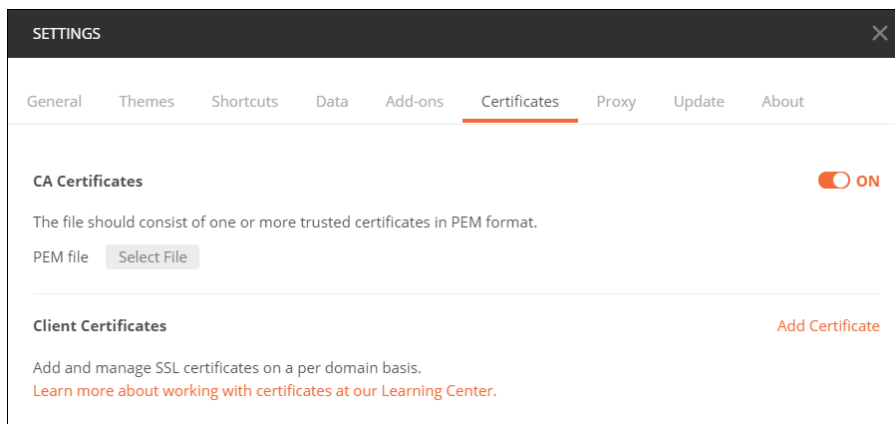 SETTINGS
General Themes Shortcuts Data Add-ons Certificates Proxy Update About
CA Certificates ON
The file should consist of one or more trusted certificates in PEM format.
PEM file Select File
Client Certificates Add Certificate
Add and manage SSL certificates on a per domain basis.
Learn more about working with certificates at our Learning Center.